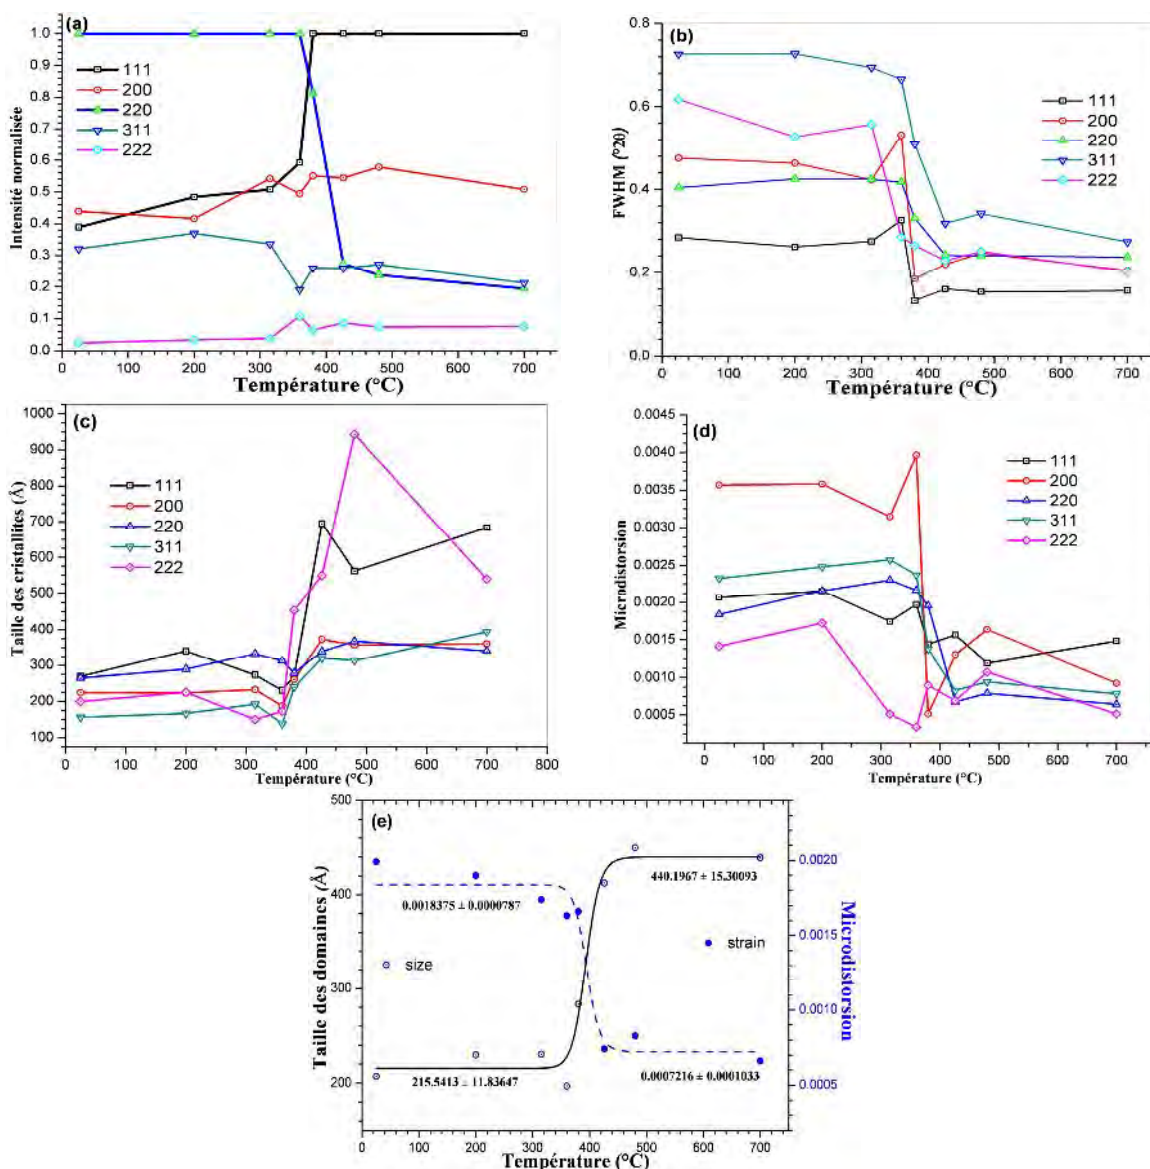 (a)
1.0
0.9
0.8
0.7
0.6
0.5
0.4
0.3
0.2
0.1
0.0
Intensité normalisée
111
200
220
311
222
0 100 200 300 400 500 600 700
Température (°C)
(b)
0.8
0.6
0.4
0.2
0.0
FWHM (°2θ)
111
200
220
311
222
0 100 200 300 400 500 600 700
Température (°C)
(c)
1000
900
800
700
600
500
400
300
200
100
Taille des cristallites (Å)
111
200
220
311
222
0 100 200 300 400 500 600 700 800
Température (°C)
(d)
0.0045
0.0040
0.0035
0.0030
0.0025
0.0020
0.0015
0.0010
0.0005
Micradistorsion
111
200
220
311
222
0 100 200 300 400 500 600 700
Température (°C)
(e)
500
400
300
200
Taille des domaines (Å)
0.0020
0.0015
0.0010
0.0005
Microdistorsion
440.1967 ± 15.30093
0.0018375 ± 0.0000787
strain
size
215.5413 ± 11.83647
0.0007216 ± 0.0001033
0 100 200 300 400 500 600 700
Température (°C)